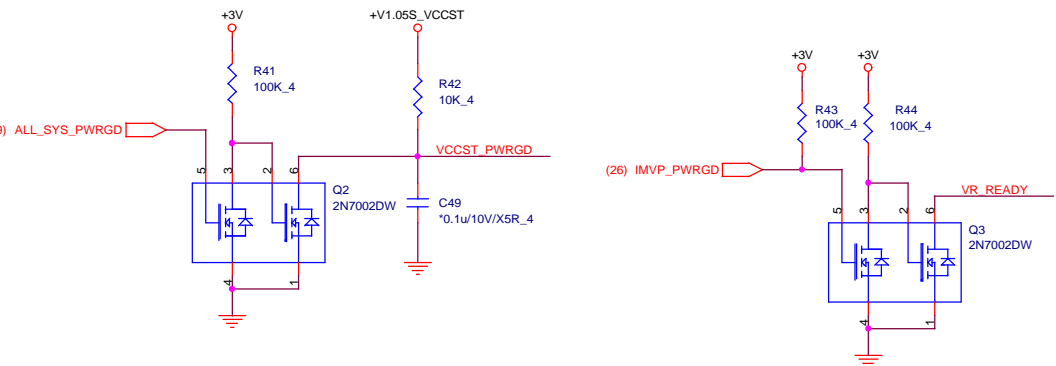 +3V
+V1.05S_VCCST
R41
100K_4
R42
10K_4
9) ALL_SYS_PWRGD
VCCST_PWRGD
5
3
2
6
Q2
2N7002DW
C49
*0.1u/10V/X5R_4
4
1
+3V
+3V
R43
100K_4
R44
100K_4
(26) IMVP_PWRGD
VR_READY
5
3
2
6
Q3
2N7002DW
4
1